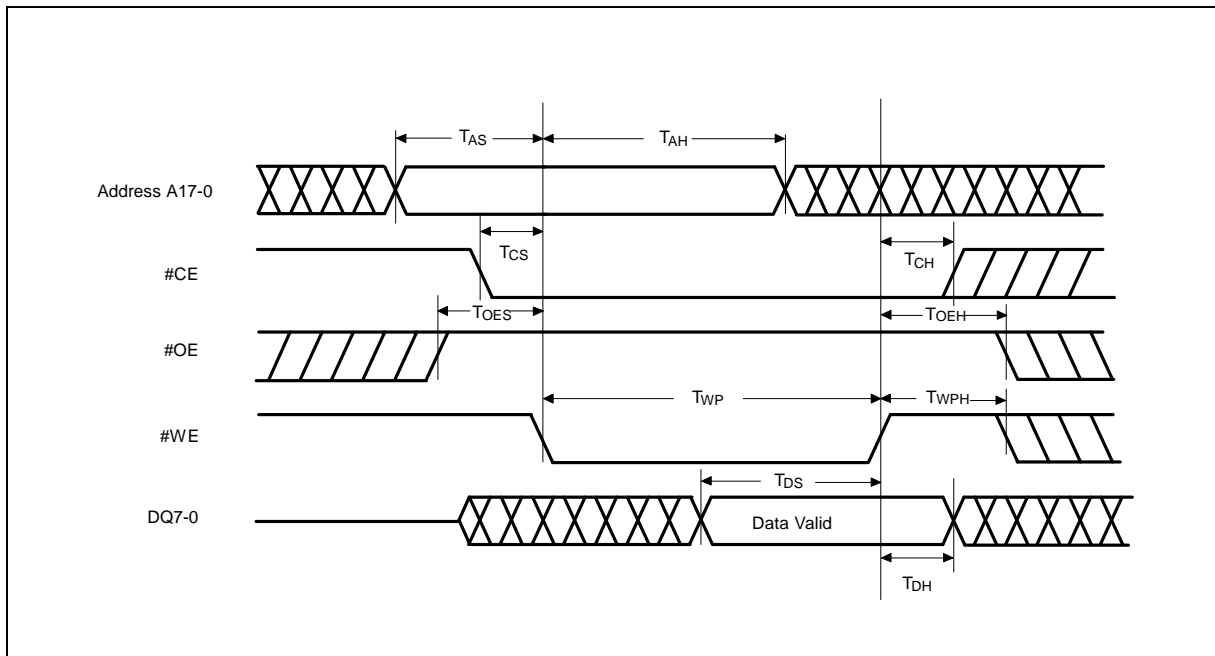 TAS
TAH
Address A17-0
TCS
TCH
#CE
TOES
TOEH
#OE
TWP
TWPH
#WE
TDS
DQ7-0
Data Valid
TDH